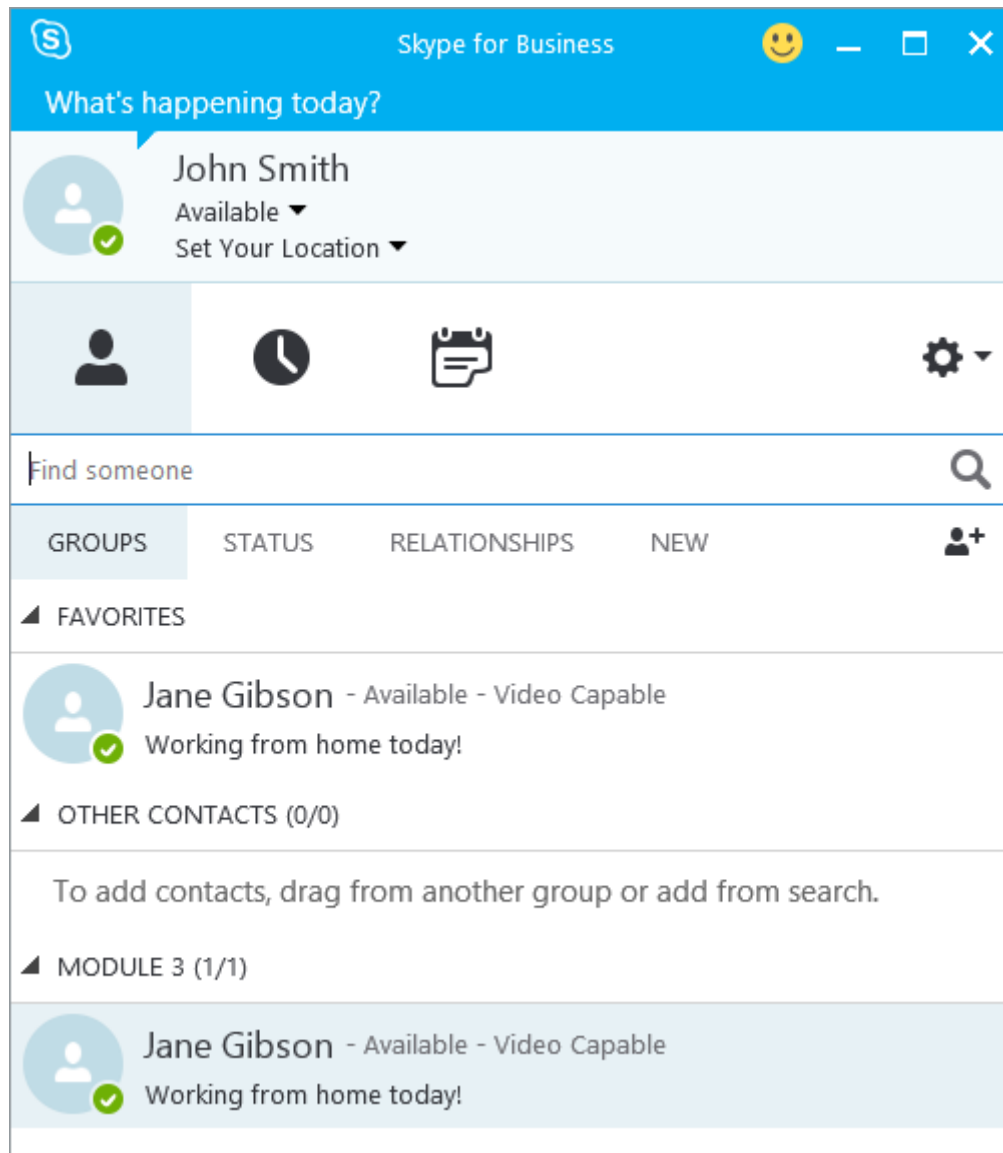 Skype for Business
What's happening today?
John Smith
Available
Set Your Location
Find someone
GROUPS STATUS RELATIONSHIPS NEW
FAVORITES
Jane Gibson - Available - Video Capable
Working from home today!
OTHER CONTACTS (0/0)
To add contacts, drag from another group or add from search.
MODULE 3 (1/1)
Jane Gibson - Available - Video Capable
Working from home today!